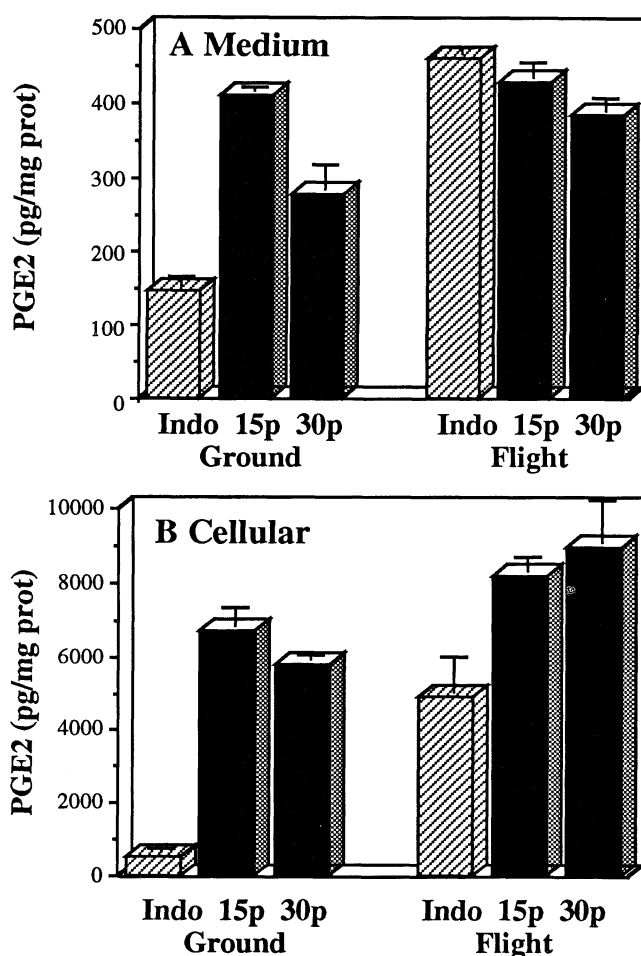 A Medium
PGE2 (pg/mg prot)
500
400
300
200
100
0
Indo 15p 30p Indo 15p 30p
Ground Flight
B Cellular
PGE2 (pg/mg prot)
10000
8000
6000
4000
2000
0
Indo 15p 30p Indo 15p 30p
Ground Flight